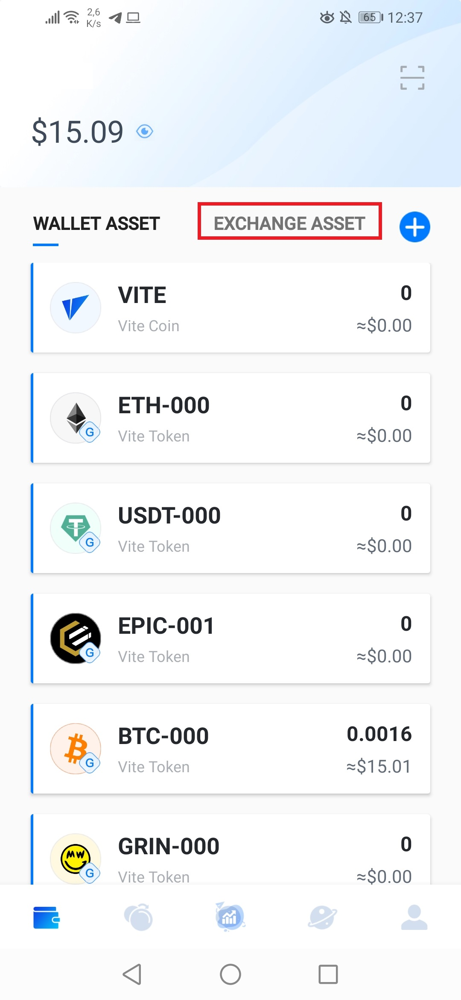 2,6
K/s
65
12:37
$15.09
WALLET ASSET
EXCHANGE ASSET
VITE
0
Vite Coin
≈$0.00
ETH-000
0
G
Vite Token
≈$0.00
USDT-000
0
G
Vite Token
≈$0.00
EPIC-001
0
G
Vite Token
≈$0.00
BTC-000
0.0016
G
Vite Token
≈$15.01
GRIN-000
0
MW
G
Vite Token
≈$0.00